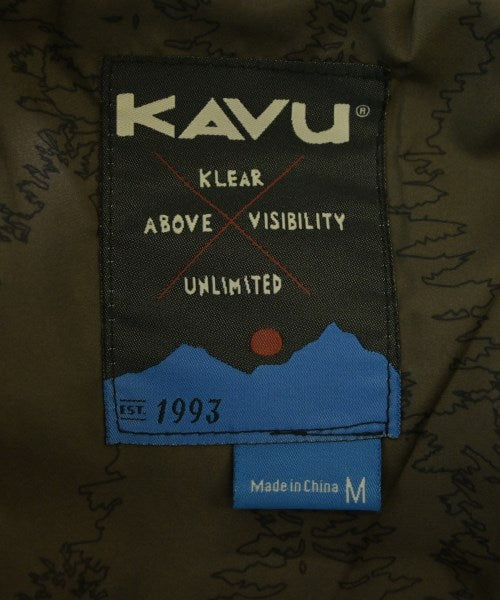 KAVU®
KLEAR
ABOVE VISIBILITY
UNLIMITED
EST. 1993
Made in China M